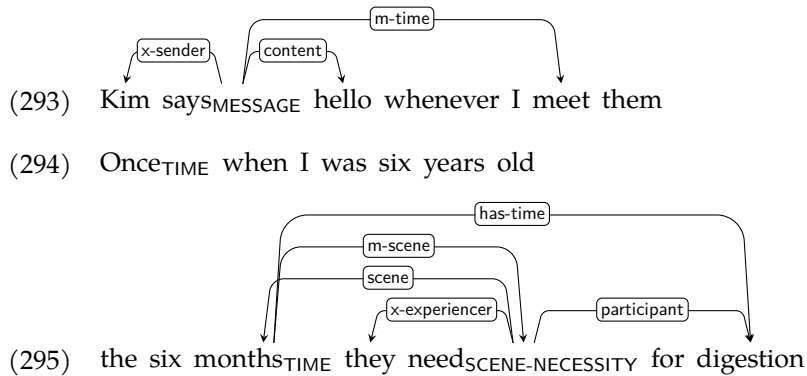 m-time
x-sender content
(293) Kim saysMESSAGE hello whenever I meet them
(294) OnceTIME when I was six years old
has-time
m-scene
scene
x-experiencer participant
(295) the six monthsTIME they needSCENE-NECESSITY for digestion